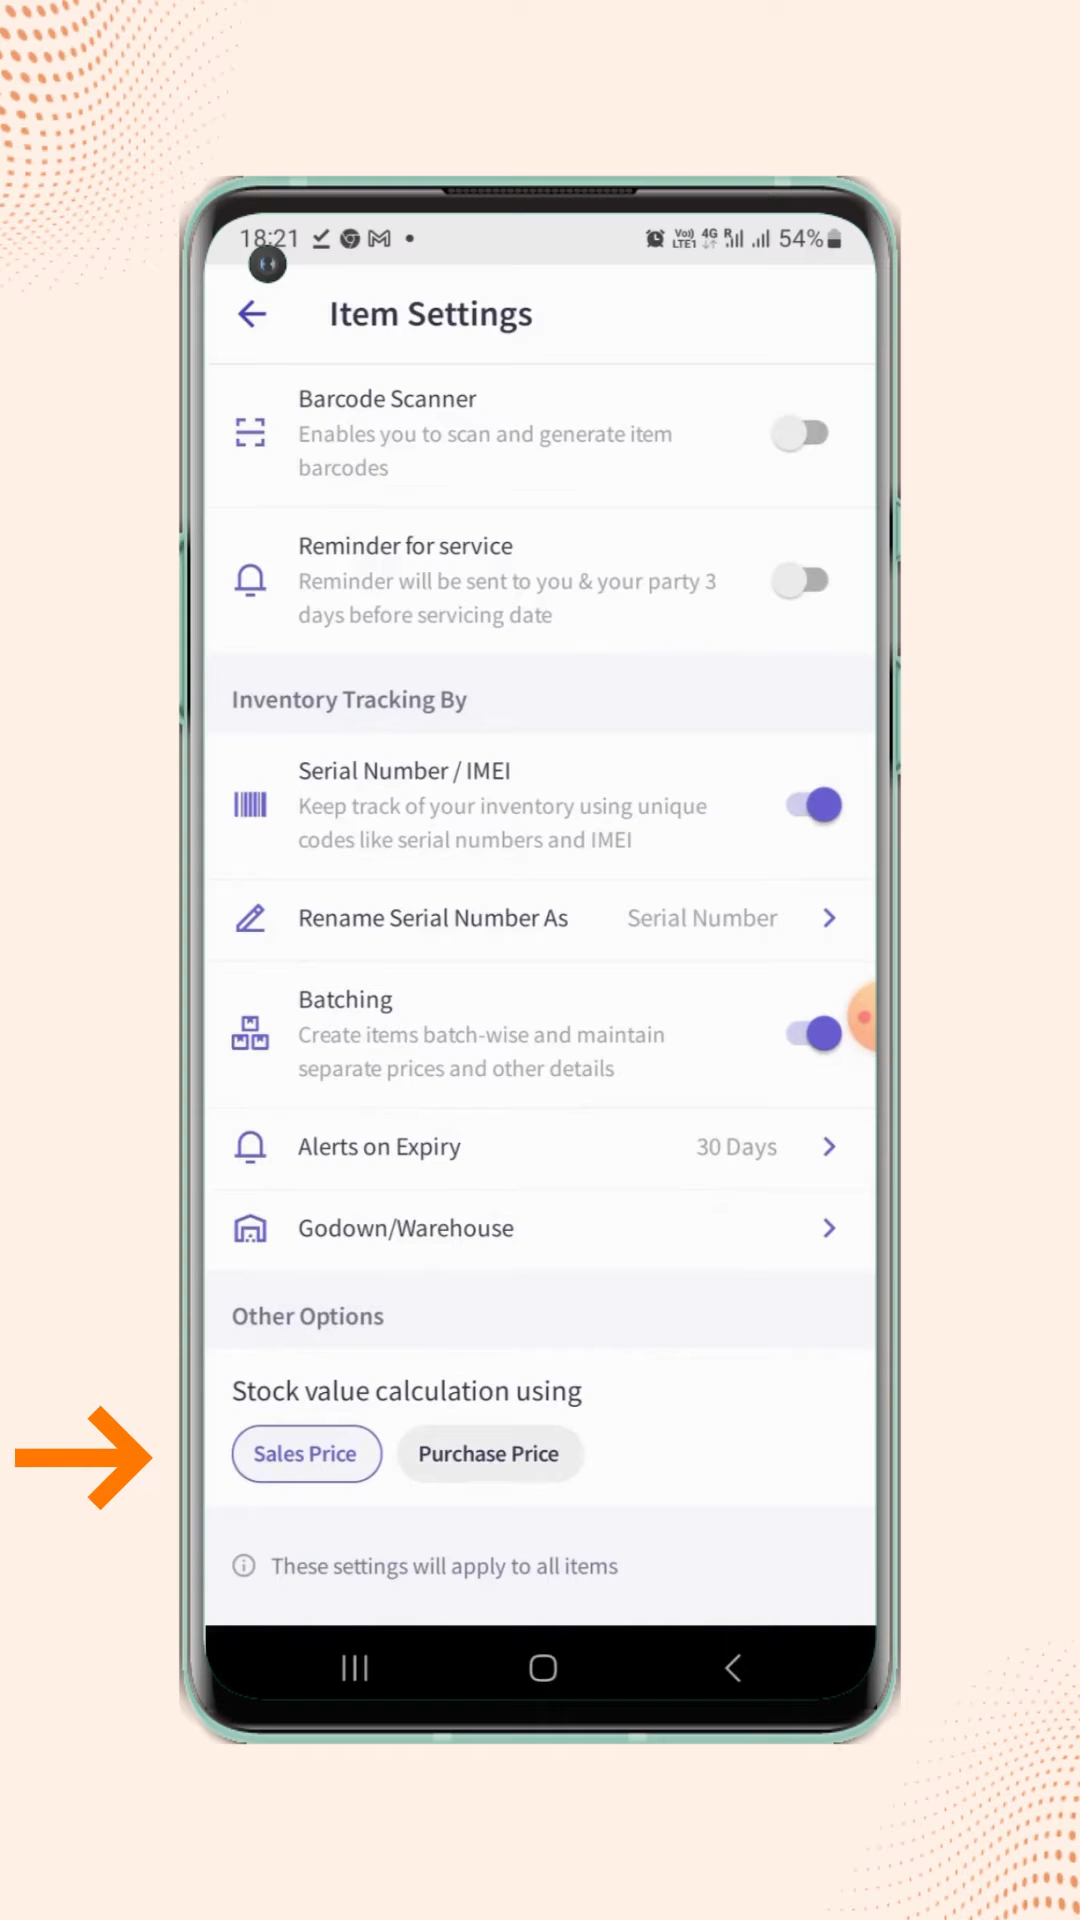 18:21
Vo)) 4G R
LTE1
54%
Item Settings
Barcode Scanner
Enables you to scan and generate item
barcodes
Reminder for service
Reminder will be sent to you & your party 3
days before servicing date
Inventory Tracking By
Serial Number / IMEI
Keep track of your inventory using unique
codes like serial numbers and IMEI
Rename Serial Number As Serial Number
Batching
Create items batch-wise and maintain
separate prices and other details
Alerts on Expiry 30 Days
Godown/Warehouse
Other Options
Stock value calculation using
Sales Price Purchase Price
These settings will apply to all items